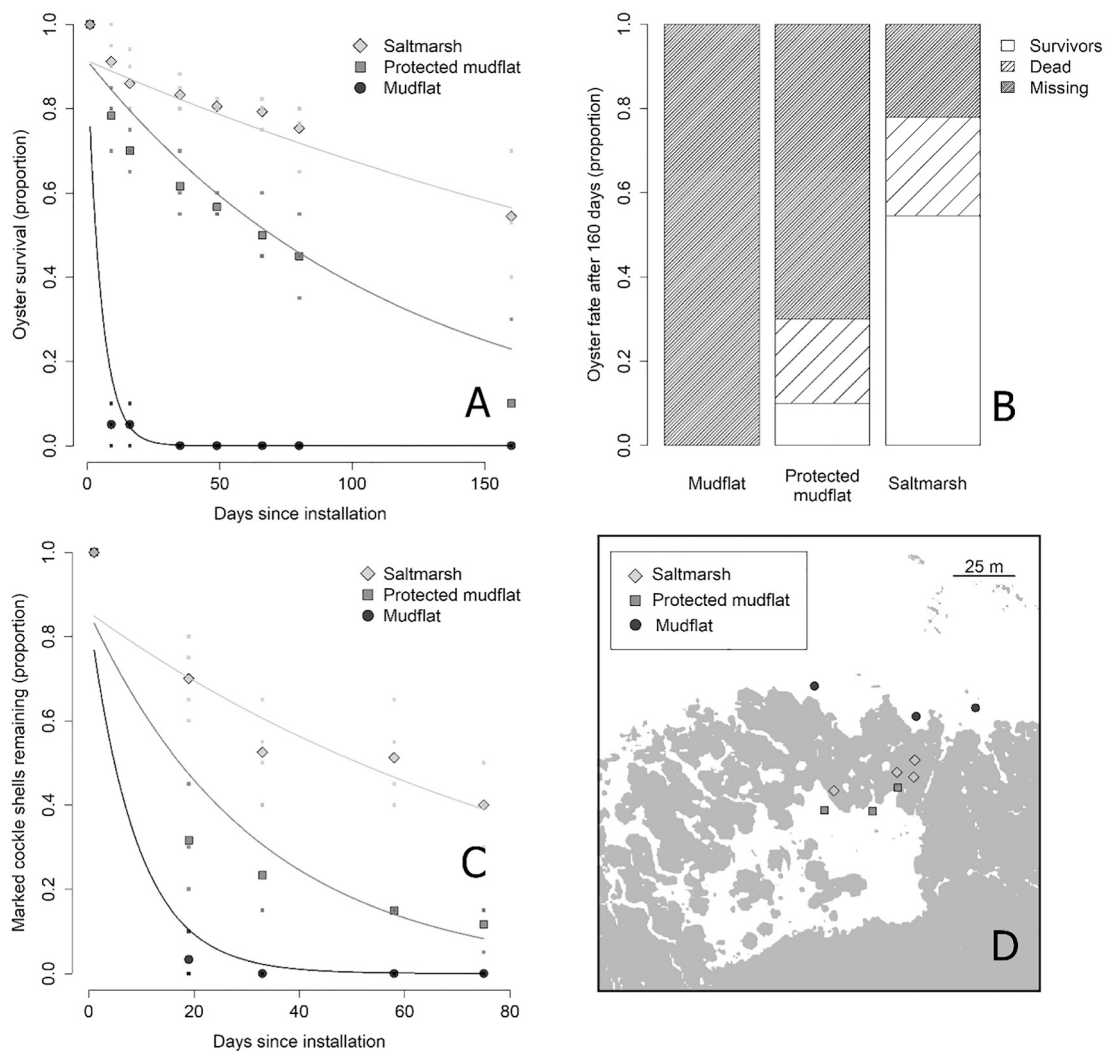 Oyster survival (proportion)
1.0
0.8
0.6
0.4
0.2
0.0
Saltmarsh
Protected mudflat
Mudflat
A
0
50
100
150
Days since installation
Oyster fate after 160 days (proportion)
1.0
0.8
0.6
0.4
0.2
0.0
Survivors
Dead
Missing
B
Mudflat
Protected
mudflat
Saltmarsh
Marked cockle shells remaining (proportion)
1.0
0.8
0.6
0.4
0.2
0.0
Saltmarsh
Protected mudflat
Mudflat
C
0
20
40
60
80
Days since installation
Saltmarsh
Protected mudflat
Mudflat
25 m
D